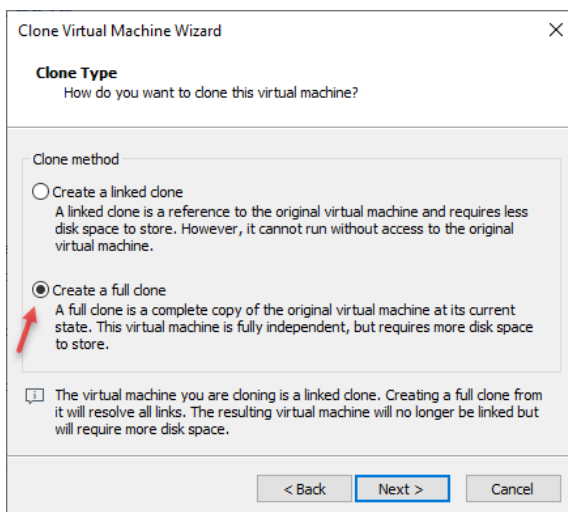 Clone Virtual Machine Wizard
Clone Type
How do you want to clone this virtual machine?
Clone method
Create a linked clone
A linked clone is a reference to the original virtual machine and requires less
disk space to store. However, it cannot run without access to the original
virtual machine.
Create a full clone
A full clone is a complete copy of the original virtual machine at its current
state. This virtual machine is fully independent, but requires more disk space
to store.
The virtual machine you are cloning is a linked clone. Creating a full clone from
it will resolve all links. The resulting virtual machine will no longer be linked but
will require more disk space.
< Back Next > Cancel